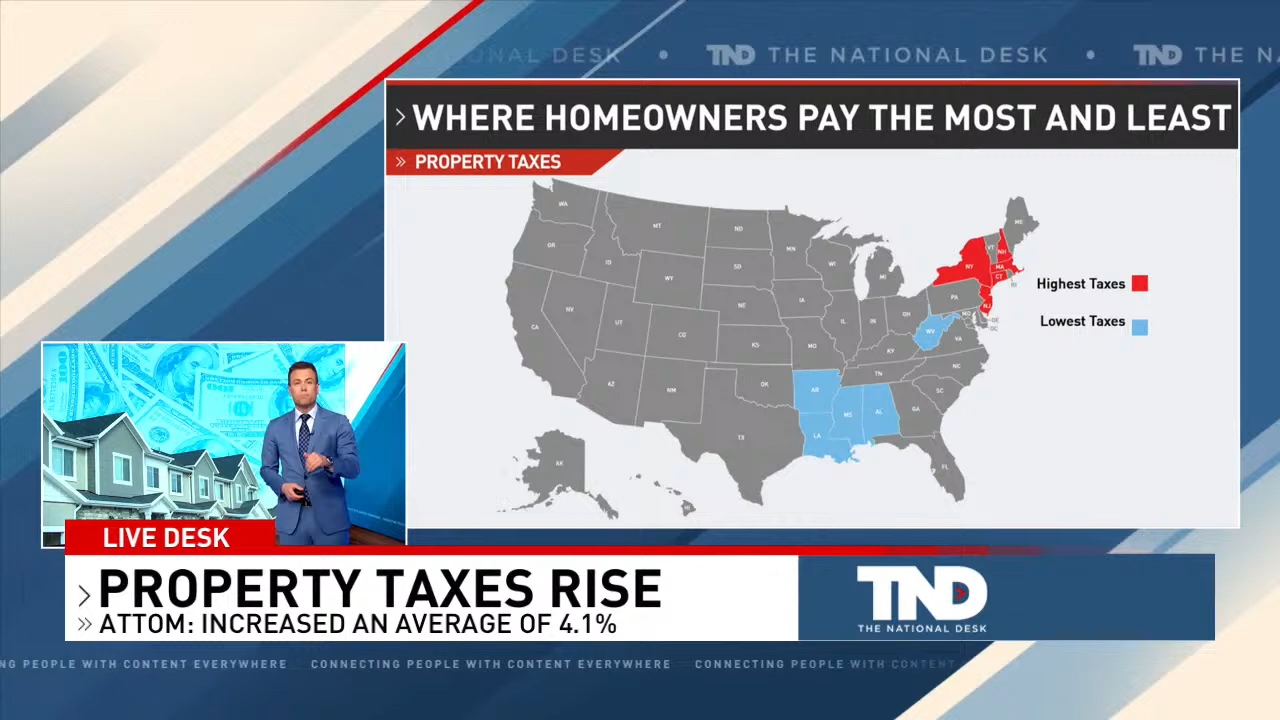 ONAL DESK • TND THE NATIONAL DESK • TND THE N
WHERE HOMEOWNERS PAY THE MOST AND LEAST
PROPERTY TAXES
WA
MT
ND
MN
ME
OR
ID
SD
WI
MI
NY
VT
NH
MA
CT
RI
WY
IA
PA
NJ
NV
UT
CO
NE
IL
IN
OH
MD
DE
DC
CA
KS
MO
WV
VA
KY
AZ
NM
OK
AR
TN
NC
SC
TX
LA
MS
AL
GA
FL
AK
HI
Highest Taxes
Lowest Taxes
100
LIVE DESK
PROPERTY TAXES RISE
ATTOM: INCREASED AN AVERAGE OF 4.1%
TND
THE NATIONAL DESK
NG PEOPLE WITH CONTENT EVERYWHERE CONNECTING PEOPLE WITH CONTENT EVERYWHERE CONNECTING PEOPLE WITH CONTENT